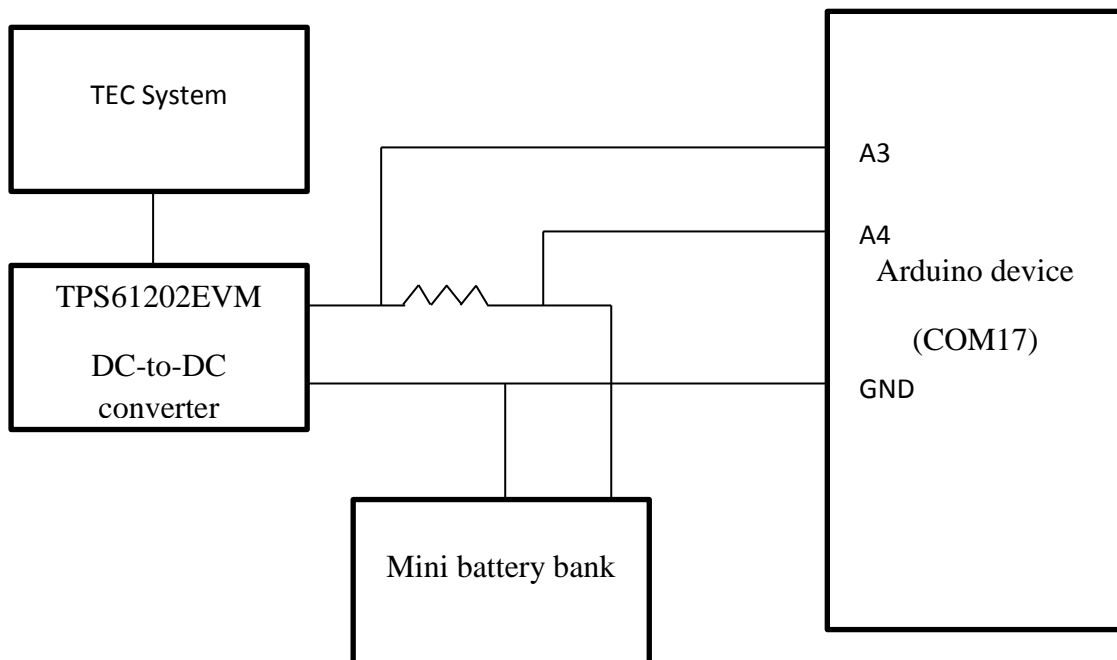 TEC System
TPS61202EVM
DC-to-DC
converter
A3
A4
Arduino device
(COM17)
GND
Mini battery bank